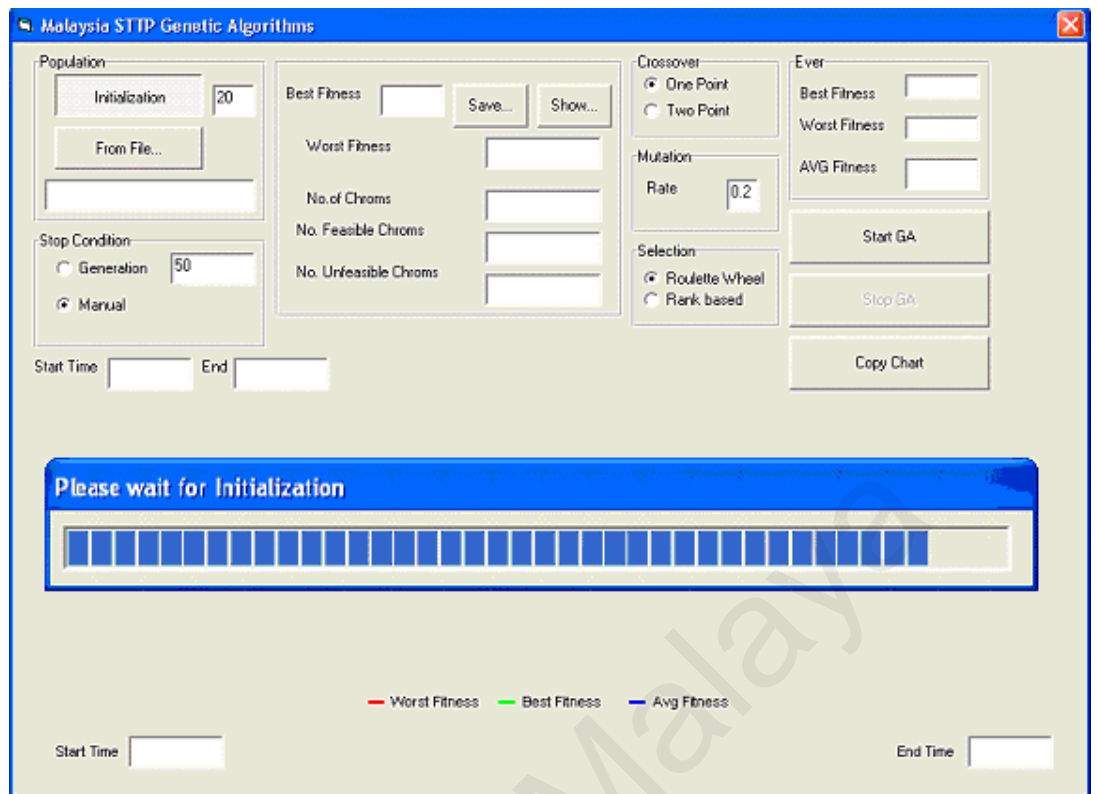 Malaysia STTP Genetic Algorithms
Population
Initialization
20
From File...
Stop Condition
Generation
50
Manual
Start Time
End
Best Fitness
Save...
Show...
Worst Fitness
No.of Chroms
No. Feasible Chroms
No. Unfeasible Chroms
Crossover
One Point
Two Point
Mutation
Rate
0.2
Selection
Roulette Wheel
Rank based
Ever
Best Fitness
Worst Fitness
AVG Fitness
Start GA
Stop GA
Copy Chart
Please wait for Initialization
Worst Fitness
Best Fitness
Avg Fitness
Start Time
End Time
Malaya